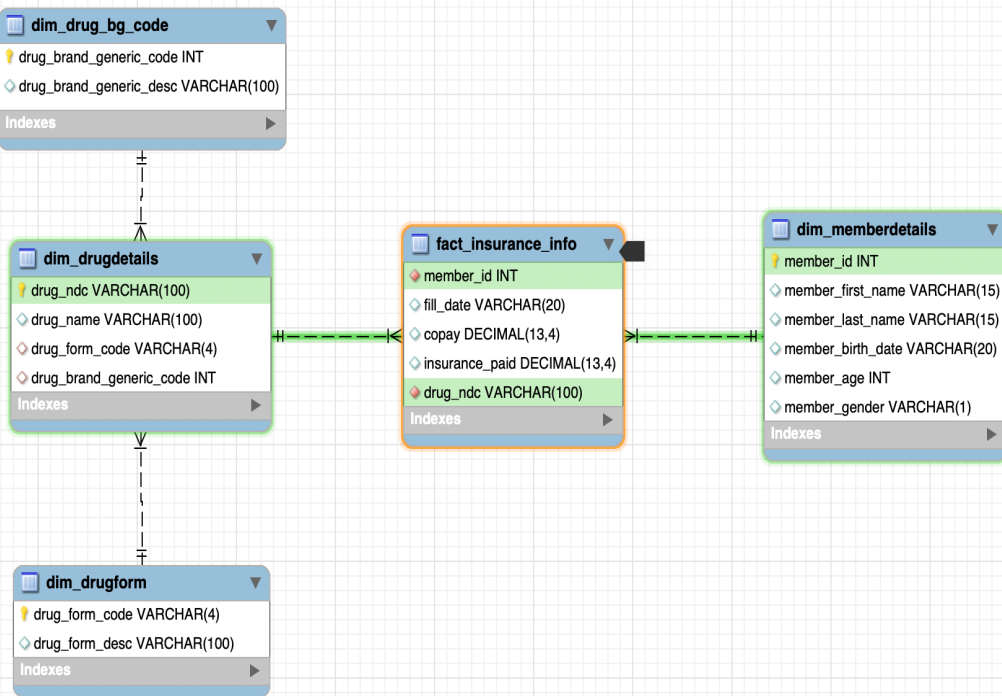 dim_drug_bg_code
drug_brand_generic_code INT
drug_brand_generic_desc VARCHAR(100)
Indexes
dim_drugdetails
drug_ndc VARCHAR(100)
drug_name VARCHAR(100)
drug_form_code VARCHAR(4)
drug_brand_generic_code INT
Indexes
fact_insurance_info
member_id INT
fill_date VARCHAR(20)
copay DECIMAL(13,4)
insurance_paid DECIMAL(13,4)
drug_ndc VARCHAR(100)
Indexes
dim_memberdetails
member_id INT
member_first_name VARCHAR(15)
member_last_name VARCHAR(15)
member_birth_date VARCHAR(20)
member_age INT
member_gender VARCHAR(1)
Indexes
dim_drugform
drug_form_code VARCHAR(4)
drug_form_desc VARCHAR(100)
Indexes